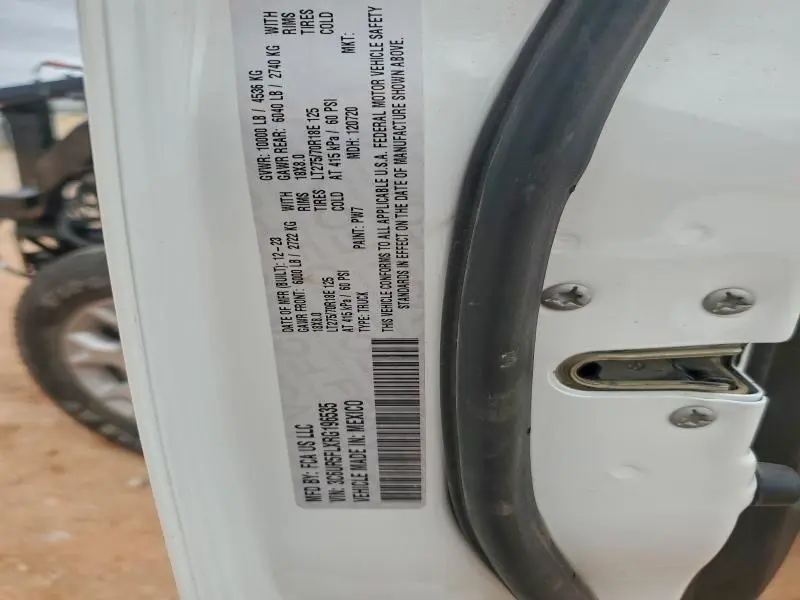 MFD BY: FCA US LLC
DATE OF MFR (BUILT): 12-23
GVWR: 10000 LB / 4536 KG
GAWR FRONT: 6000 LB / 2722 KG WITH
18X8.0 RIMS
LT275/70R18E 125 TIRES
AT 415 kPa / 60 PSI COLD
GAWR REAR: 6040 LB / 2740 KG WITH
18X8.0 RIMS
LT275/70R18E 125 TIRES
AT 415 kPa / 60 PSI COLD
VIN: 3C6UR5FLXRG196535
TYPE: TRUCK
PAINT: PW7
MDH: 120720
MKT:
VEHICLE MADE IN: MEXICO
THIS VEHICLE CONFORMS TO ALL APPLICABLE U.S.A. FEDERAL MOTOR VEHICLE SAFETY
STANDARDS IN EFFECT ON THE DATE OF MANUFACTURE SHOWN ABOVE.